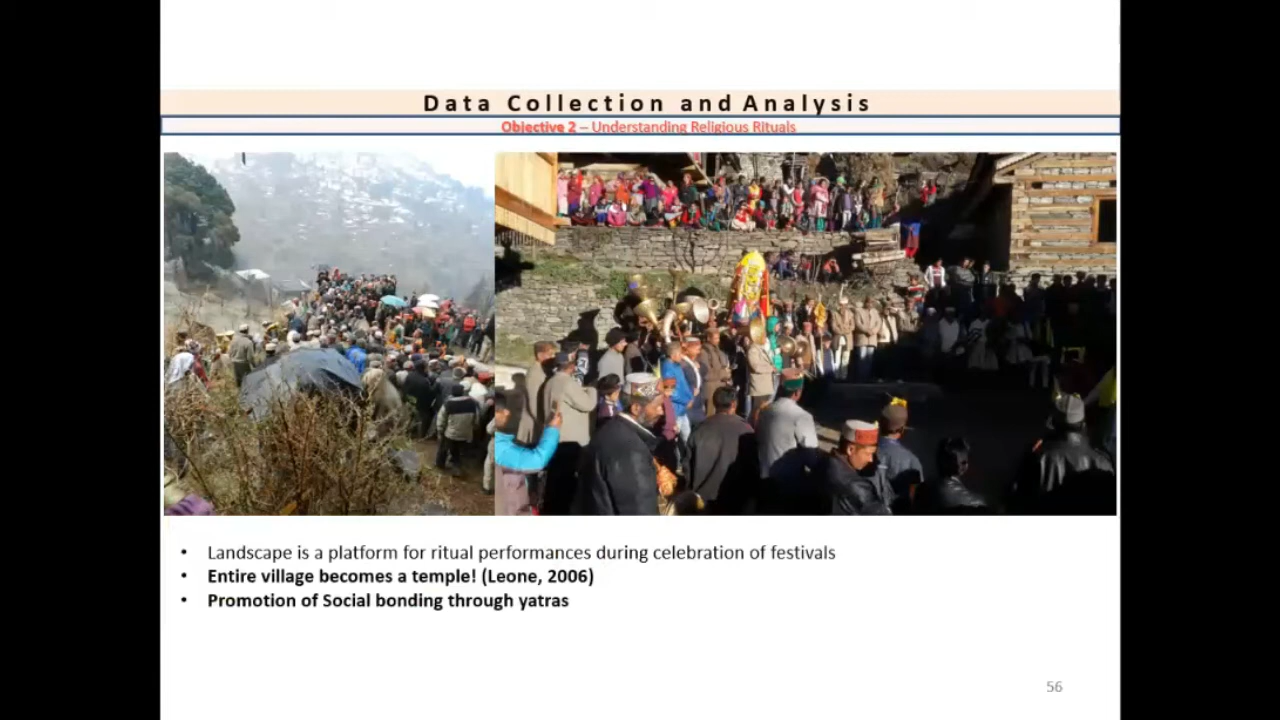 Data Collection and Analysis
Objective 2 – Understanding Religious Rituals
• Landscape is a platform for ritual performances during celebration of festivals
• Entire village becomes a temple! (Leone, 2006)
• Promotion of Social bonding through yatras
56